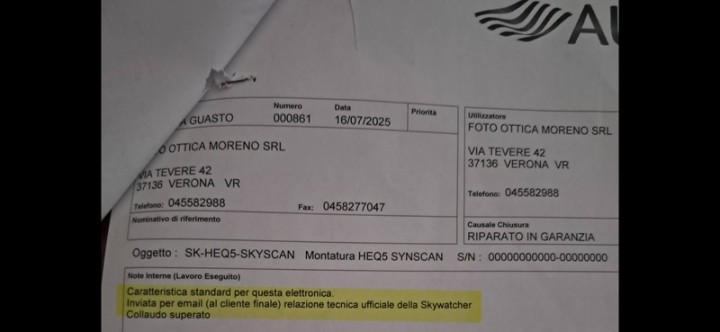 AU
Numero Data Priorità
GUASTO 000861 16/07/2025
OTTICA MORENO SRL
VIA TEVERE 42
37136 VERONA VR
Telefono: 045582988 Fax: 0458277047
Nominativo di riferimento
Utilizzatore
FOTO OTTICA MORENO SRL
VIA TEVERE 42
37136 VERONA VR
Telefono: 045582988
Causale Chiusura
RIPARATO IN GARANZIA
Oggetto : SK-HEQ5-SKYSCAN Montatura HEQ5 SYNSCAN S/N : 00000000000-00000000
Note Interne (Lavoro Eseguito)
Caratteristica standard per questa elettronica.
Inviata per email (al cliente finale) relazione tecnica ufficiale della Skywatcher
Collaudo superato